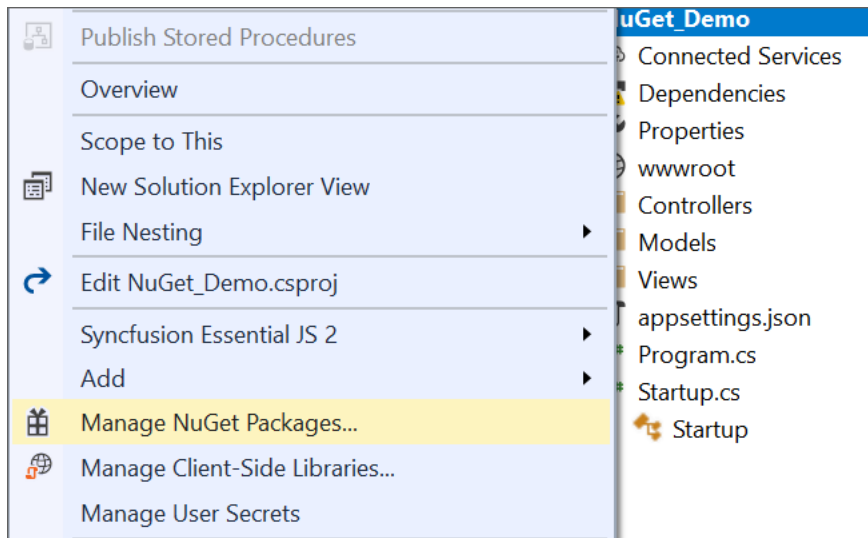 Publish Stored Procedures
Overview
Scope to This
New Solution Explorer View
File Nesting
Edit NuGet_Demo.csproj
Syncfusion Essential JS 2
Add
Manage NuGet Packages...
Manage Client-Side Libraries...
Manage User Secrets
uGet_Demo
Connected Services
Dependencies
Properties
wwwroot
Controllers
Models
Views
appsettings.json
Program.cs
Startup.cs
Startup